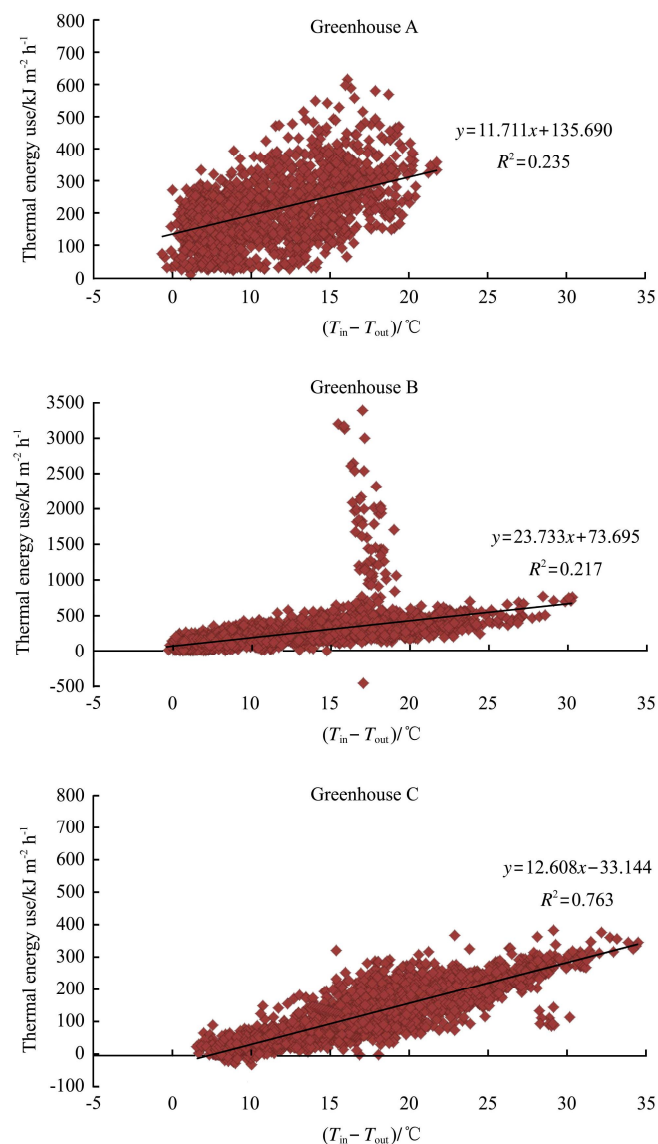 Greenhouse A
Thermal energy use/kJ m⁻² h⁻¹
800
700
600
500
400
300
200
100
0
y=11.711x+135.690
R²=0.235
-5 0 10 15 20 25 30 35
(Tin−Tout)/℃
Greenhouse B
Thermal energy use/kJ m⁻² h⁻¹
3500
3000
2500
2000
1500
1000
500
0
-500
y=23.733x+73.695
R²=0.217
-5 0 10 15 20 25 30 35
(Tin−Tout)/℃
Greenhouse C
Thermal energy use/kJ m⁻² h⁻¹
800
700
600
500
400
300
200
100
0
-100
y=12.608x−33.144
R²=0.763
-5 0 10 15 20 25 30 35
(Tin−Tout)/℃